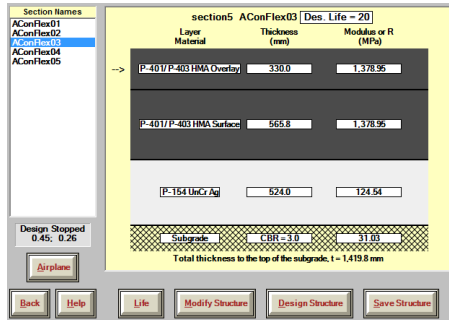 Section Names
AConFlex01
AConFlex02
AConFlex03
AConFlex04
AConFlex05
Design Stopped
0.45; 0.26
Airplane
Back
Help
section5 AConFlex03 Des. Life = 20
Layer Material
Thickness (mm)
Modulus or R (MPa)
--> P-401/ P-403 HMA Overlay 330.0 1,378.95
P-401/ P-403 HMA Surface 565.8 1,378.95
P-154 UnCr Ag 524.0 124.54
Subgrade CBR = 3.0 31.03
Total thickness to the top of the subgrade, t = 1,419.8 mm
Life
Modify Structure
Design Structure
Save Structure